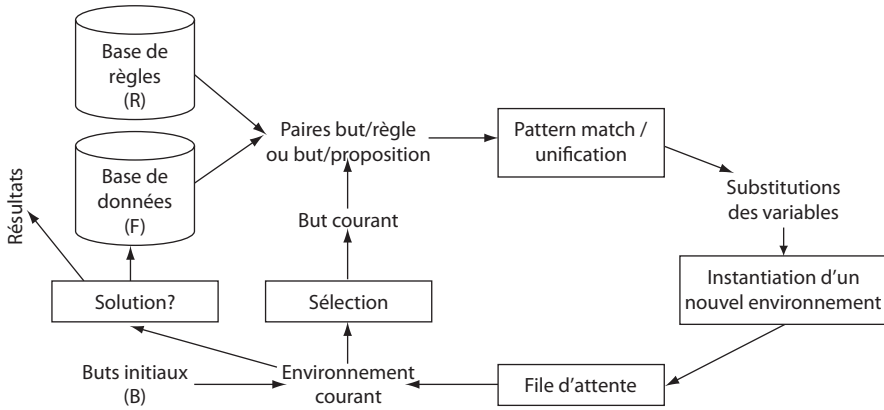 Base de
règles
(R)
Paires but/règle
ou but/proposition
Pattern match /
unification
Base de
données
(F)
Résultats
Substitutions
des variables
But courant
Solution?
Sélection
Instantiation d’un
nouvel environnement
Buts initiaux
(B)
Environnement
courant
File d’attente